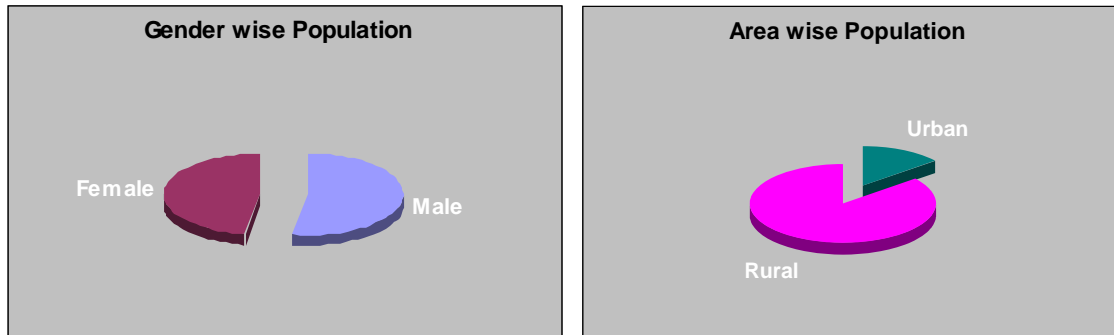 Gender wise Population
Female
Male
Area wise Population
Urban
Rural